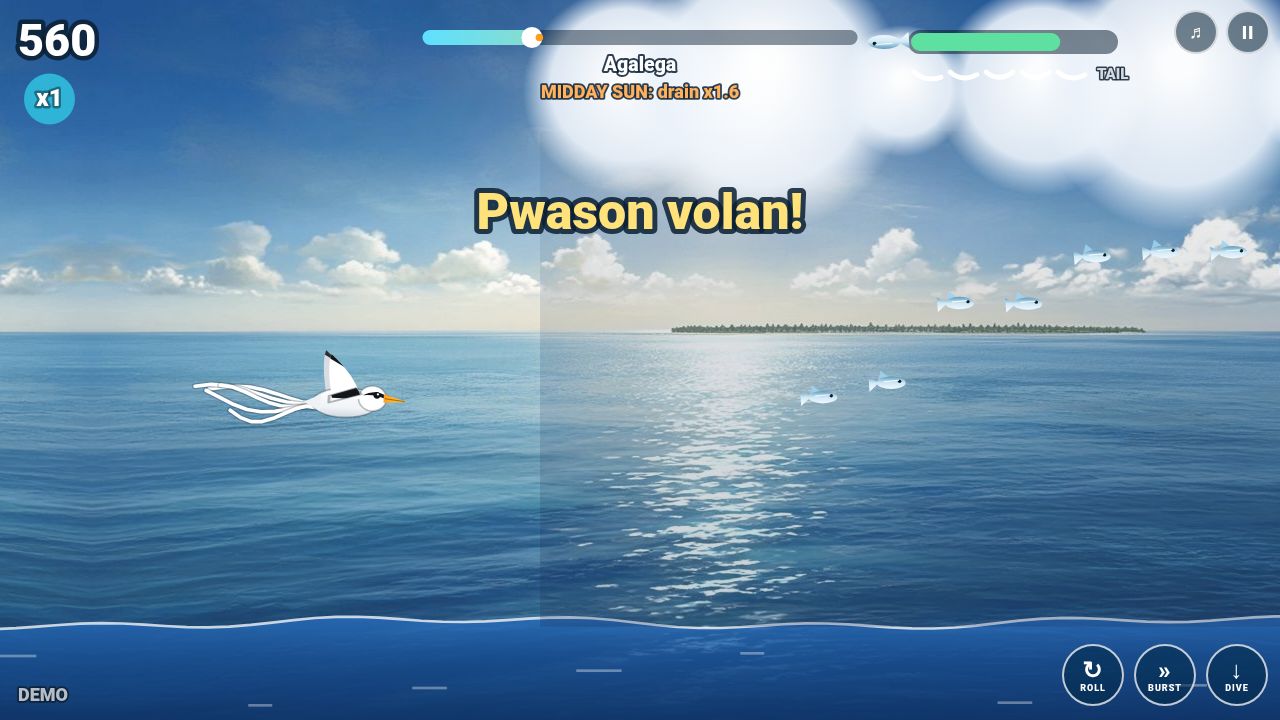 560
x1
Agalega
MIDDAY SUN: drain x1.6
TAIL
Pwason volan!
DEMO
ROLL
BURST
DIVE